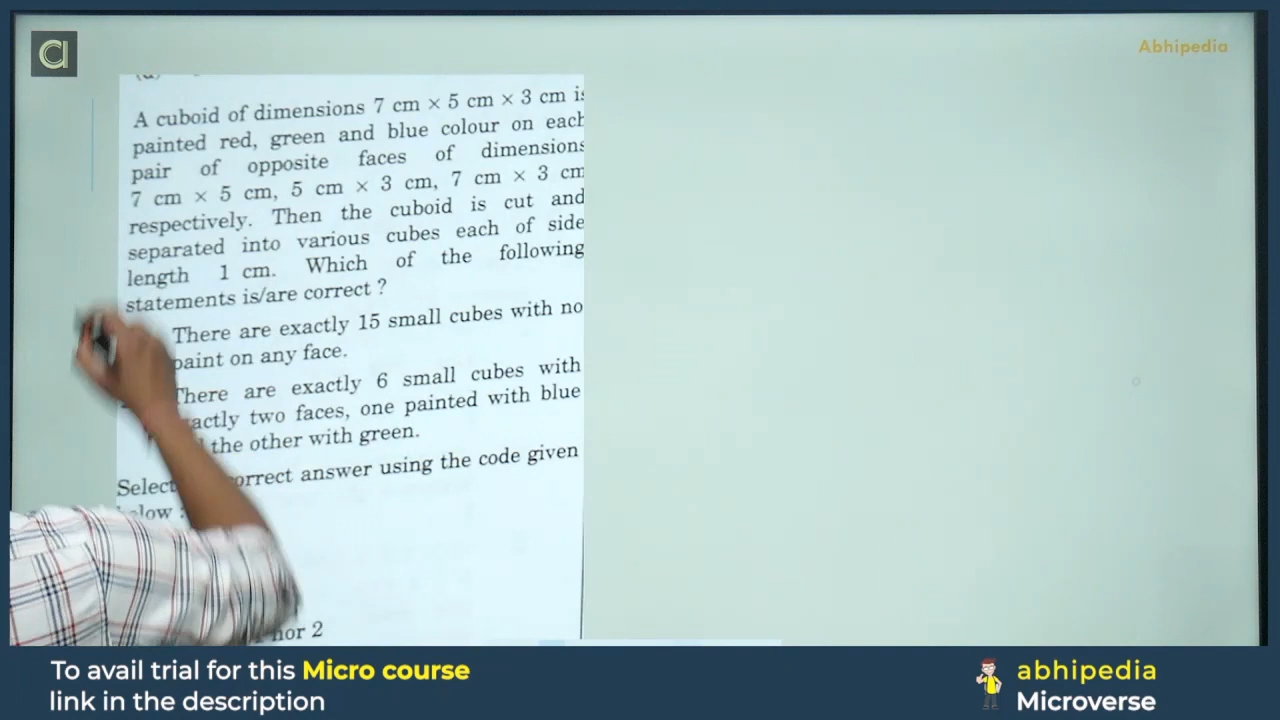 Abhipedia
A cuboid of dimensions 7 cm × 5 cm × 3 cm is
painted red, green and blue colour on each
pair of opposite faces of dimensions
7 cm × 5 cm, 5 cm × 3 cm, 7 cm × 3 cm
respectively. Then the cuboid is cut and
separated into various cubes each of side
length 1 cm. Which of the following
statements is/are correct ?
There are exactly 15 small cubes with no
paint on any face.
There are exactly 6 small cubes with
two faces, one painted with blue
the other with green.
Select correct answer using the code given
nor 2
To avail trial for this Micro course
link in the description
abhipedia
Microverse